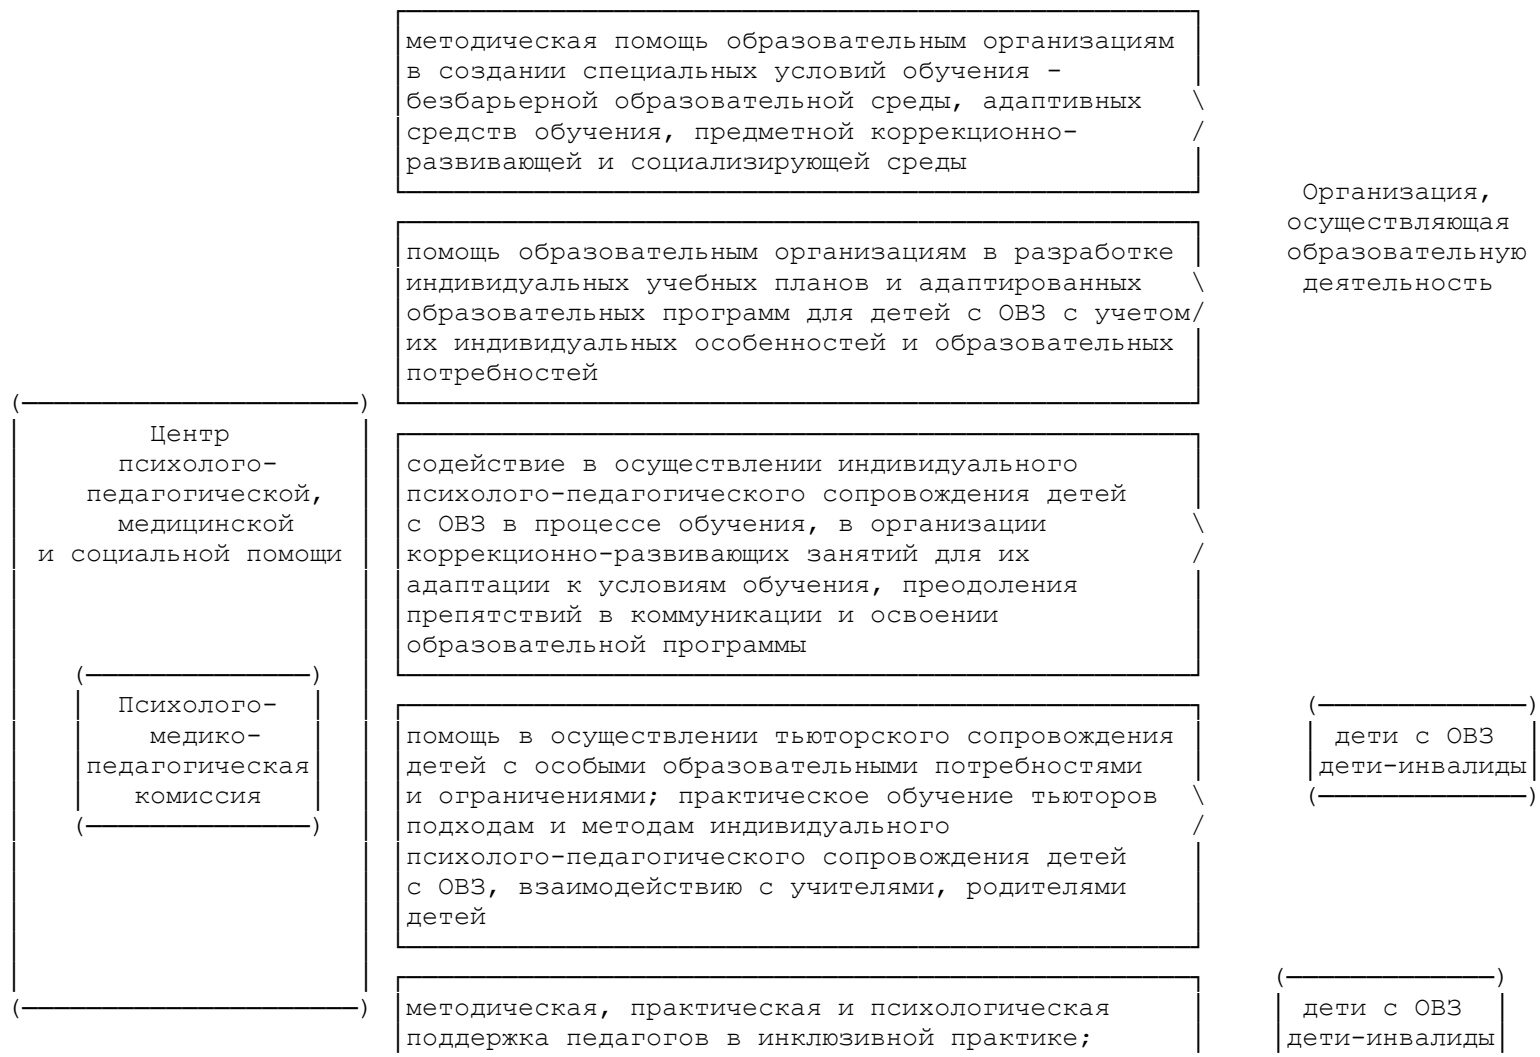 методическая помощь образовательным организациям
в создании специальных условий обучения -
безбарьерной образовательной среды, адаптивных
средств обучения, предметной коррекционно-
развивающей и социализирующей среды
Организация,
осуществляющая
образовательную
деятельность
помощь образовательным организациям в разработке
индивидуальных учебных планов и адаптированных
образовательных программ для детей с ОВЗ с учетом
их индивидуальных особенностей и образовательных
потребностей
Центр
психолого-
педагогической,
медицинской
и социальной помощи
содействие в осуществлении индивидуального
психолого-педагогического сопровождения детей
с ОВЗ в процессе обучения, в организации
коррекционно-развивающих занятий для их
адаптации к условиям обучения, преодоления
препятствий в коммуникации и освоении
образовательной программы
Психолого-
медико-
педагогическая
комиссия
помощь в осуществлении тьюторского сопровождения
детей с особыми образовательными потребностями
и ограничениями; практическое обучение тьюторов
подходам и методам индивидуального
психолого-педагогического сопровождения детей
с ОВЗ, взаимодействию с учителями, родителями
детей
дети с ОВЗ
дети-инвалиды
методическая, практическая и психологическая
поддержка педагогов в инклюзивной практике;
дети с ОВЗ
дети-инвалиды